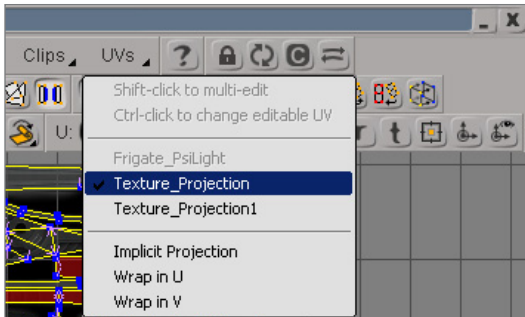 Clips UVs ?
Shift-click to multi-edit
Ctrl-click to change editable UV
U: r t
Frigate_PsiLight
Texture_Projection
Texture_Projection1
Implicit Projection
Wrap in U
Wrap in V